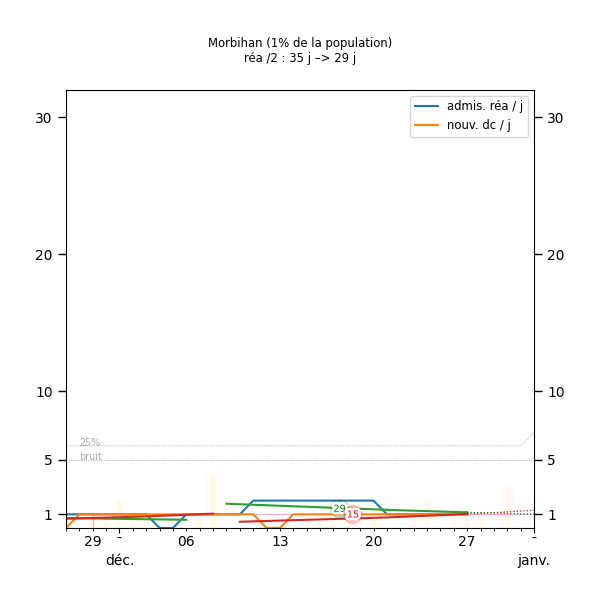 Morbihan (1% de la population)
réa /2 : 35 j –> 29 j
admis. réa / j
nouv. dc / j
30
30
20
20
10
10
25%
bruit
5
5
29
15
1
1
29
-
06
13
20
27
-
déc.
janv.